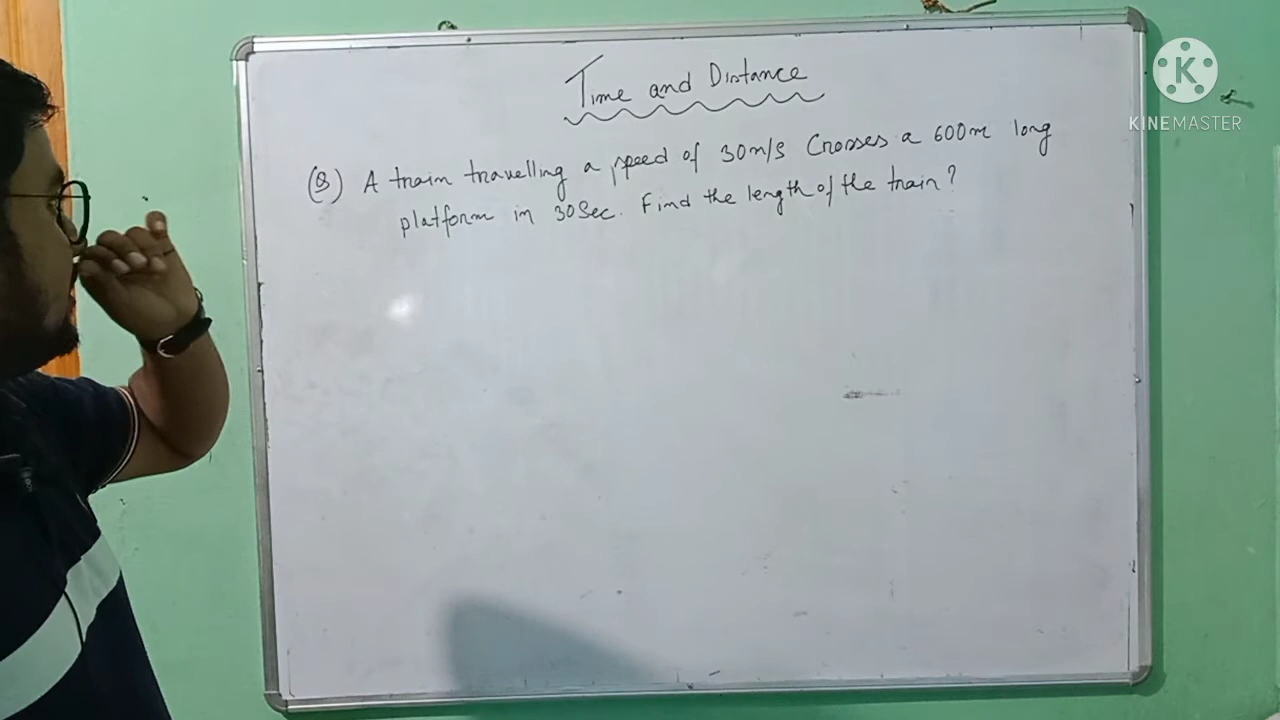 Time and Distance
(Q) A train travelling a speed of 30m/s Crosses a 600m long
platform in 30Sec. Find the length of the train?
K
KINEMASTER